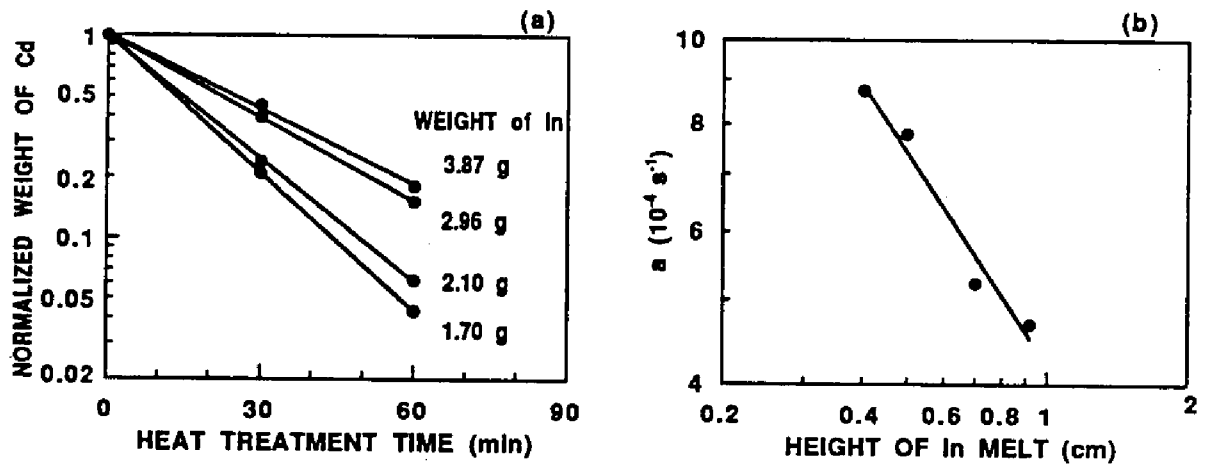 (a)
NORMALIZED WEIGHT OF Cd
1
0.5
0.2
0.1
0.05
0.02
WEIGHT of In
3.87 g
2.96 g
2.10 g
1.70 g
0 30 60 90
HEAT TREATMENT TIME (min)
(b)
a (10⁻⁴ s⁻¹)
10
8
6
4
0.2 0.4 0.6 0.8 1 2
HEIGHT OF In MELT (cm)